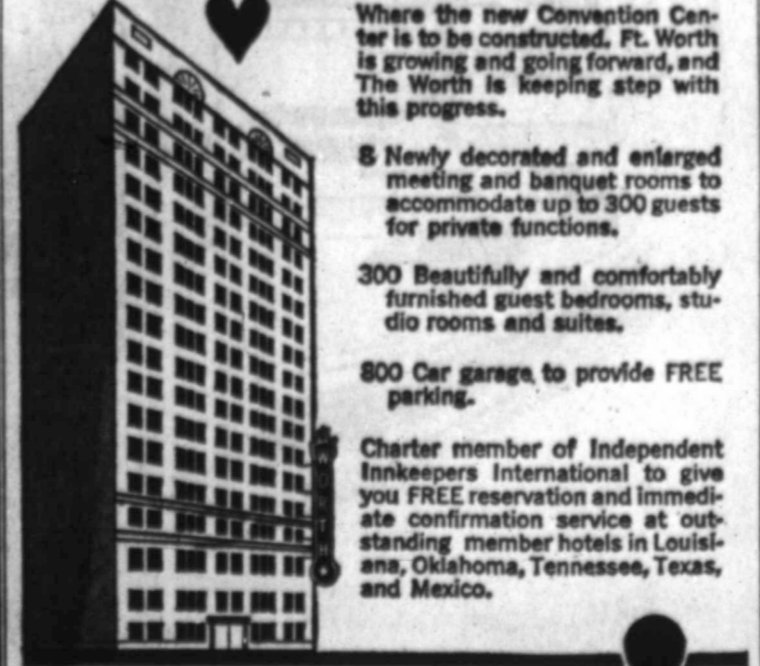 Where the new Convention Cen-
ter is to be constructed. Ft. Worth
is growing and going forward, and
The Worth is keeping step with
this progress.
8 Newly decorated and enlarged
meeting and banquet rooms to
accommodate up to 300 guests
for private functions.
300 Beautifully and comfortably
furnished guest bedrooms, stu-
dio rooms and suites.
800 Car garage to provide FREE
parking.
Charter member of Independent
Innkeepers International to give
you FREE reservation and immedi-
ate confirmation service at out-
standing member hotels in Louisi-
ana, Oklahoma, Tennessee, Texas,
and Mexico.